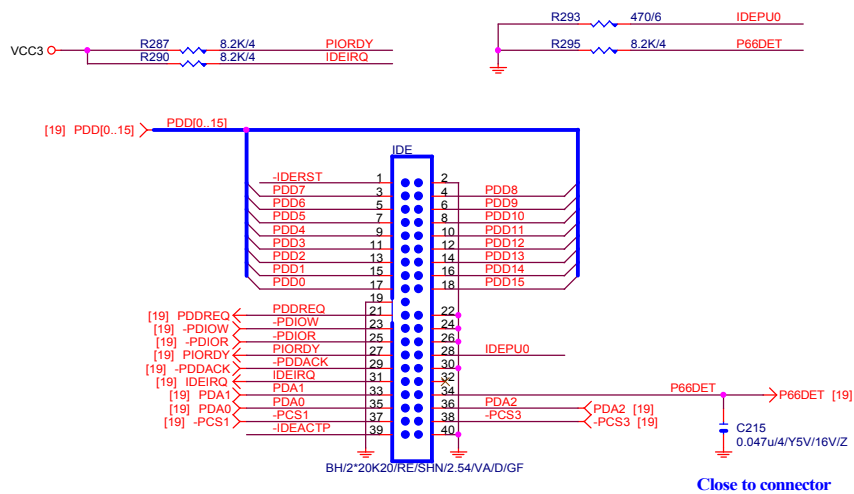 R293 470/6 IDEPU0
R287 8.2K/4 PIORDY
R295 8.2K/4 P66DET
VCC3
R290 8.2K/4 IDEIRQ
[19] PDD[0..15] PDD[0..15]
IDE
-IDERST 1 2
PDD7 3 4 PDD8
PDD6 5 6 PDD9
PDD5 7 8 PDD10
PDD4 9 10 PDD11
PDD3 11 12 PDD12
PDD2 13 14 PDD13
PDD1 15 16 PDD14
PDD0 17 18 PDD15
19
[19] PDDREQ PDDREQ 21 22
[19] -PDIOW -PDIOW 23 24
[19] -PDIOR -PDIOR 25 26
[19] PIORDY PIORDY 27 28 IDEPU0
[19] -PDDACK -PDDACK 29 30
[19] IDEIRQ IDEIRQ 31 32
[19] PDA1 PDA1 33 34 P66DET P66DET [19]
[19] PDA0 PDA0 35 36 PDA2 PDA2 [19]
[19] -PCS1 -PCS1 37 38 -PCS3 -PCS3 [19]
-IDEACTP 39 40
C215
0.047u/4/Y5V/16V/Z
BH/2*20K20/RE/SHN/2.54/VA/D/GF
Close to connector